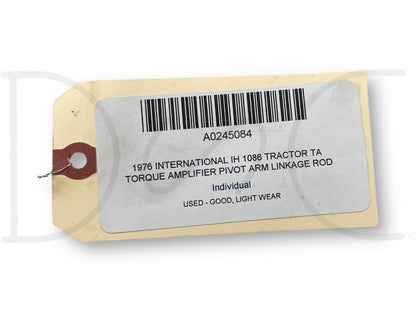 A0245084
1976 INTERNATIONAL IH 1086 TRACTOR TA
TORQUE AMPLIFIER PIVOT ARM LINKAGE ROD
Individual
USED - GOOD, LIGHT WEAR